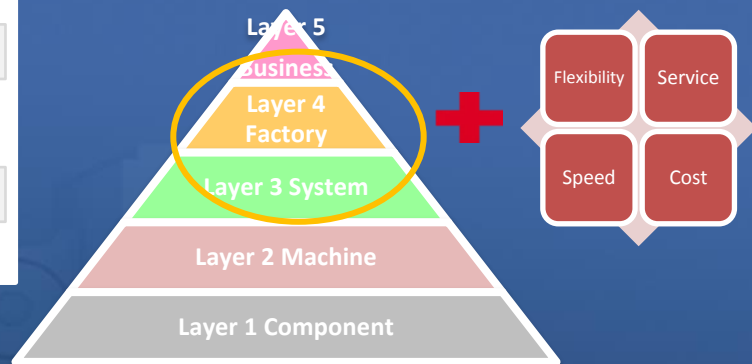 Layer 5
Business
Layer 4
Factory
Layer 3 System
Layer 2 Machine
Layer 1 Component
Flexibility
Service
Speed
Cost